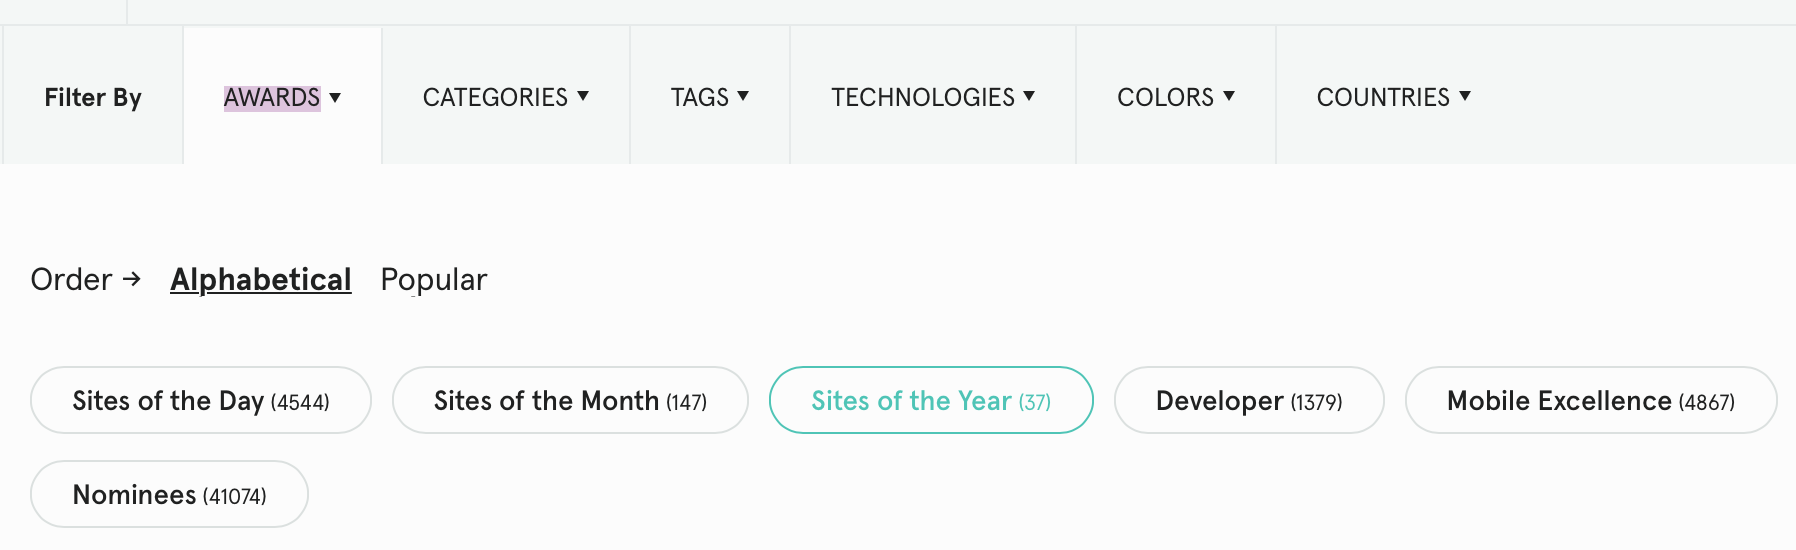 Filter By AWARDS ▼ CATEGORIES ▼ TAGS ▼ TECHNOLOGIES ▼ COLORS ▼ COUNTRIES ▼
Order → Alphabetical Popular
Sites of the Day (4544) Sites of the Month (147) Sites of the Year (37) Developer (1379) Mobile Excellence (4867)
Nominees (41074)